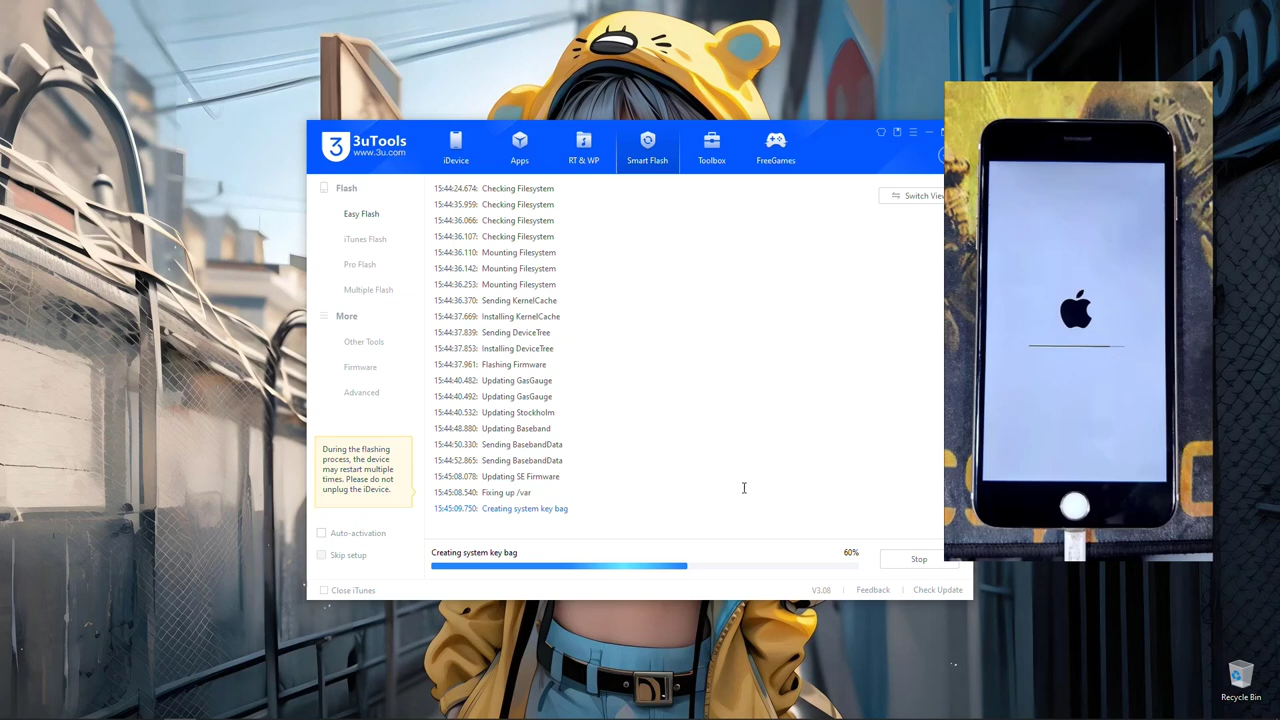 3uTools
www.3u.com
iDevice
Apps
RT & WP
Smart Flash
Toolbox
FreeGames
Flash
Easy Flash
iTunes Flash
Pro Flash
Multiple Flash
More
Other Tools
Firmware
Advanced
During the flashing
process, the device
may restart multiple
times. Please do not
unplug the iDevice.
Auto-activation
Skip setup
Switch View
15:44:24.674: Checking Filesystem
15:44:35.959: Checking Filesystem
15:44:36.066: Checking Filesystem
15:44:36.107: Checking Filesystem
15:44:36.110: Mounting Filesystem
15:44:36.142: Mounting Filesystem
15:44:36.253: Mounting Filesystem
15:44:36.370: Sending KernelCache
15:44:37.669: Installing KernelCache
15:44:37.839: Sending DeviceTree
15:44:37.853: Installing DeviceTree
15:44:37.961: Flashing Firmware
15:44:40.482: Updating GasGauge
15:44:40.492: Updating GasGauge
15:44:40.532: Updating Stockholm
15:44:48.880: Updating Baseband
15:44:50.330: Sending BasebandData
15:44:52.865: Sending BasebandData
15:45:08.078: Updating SE Firmware
15:45:08.540: Fixing up /var
15:45:09.750: Creating system key bag
Creating system key bag 60%
Stop
Close iTunes
V3.08
Feedback
Check Update
Recycle Bin